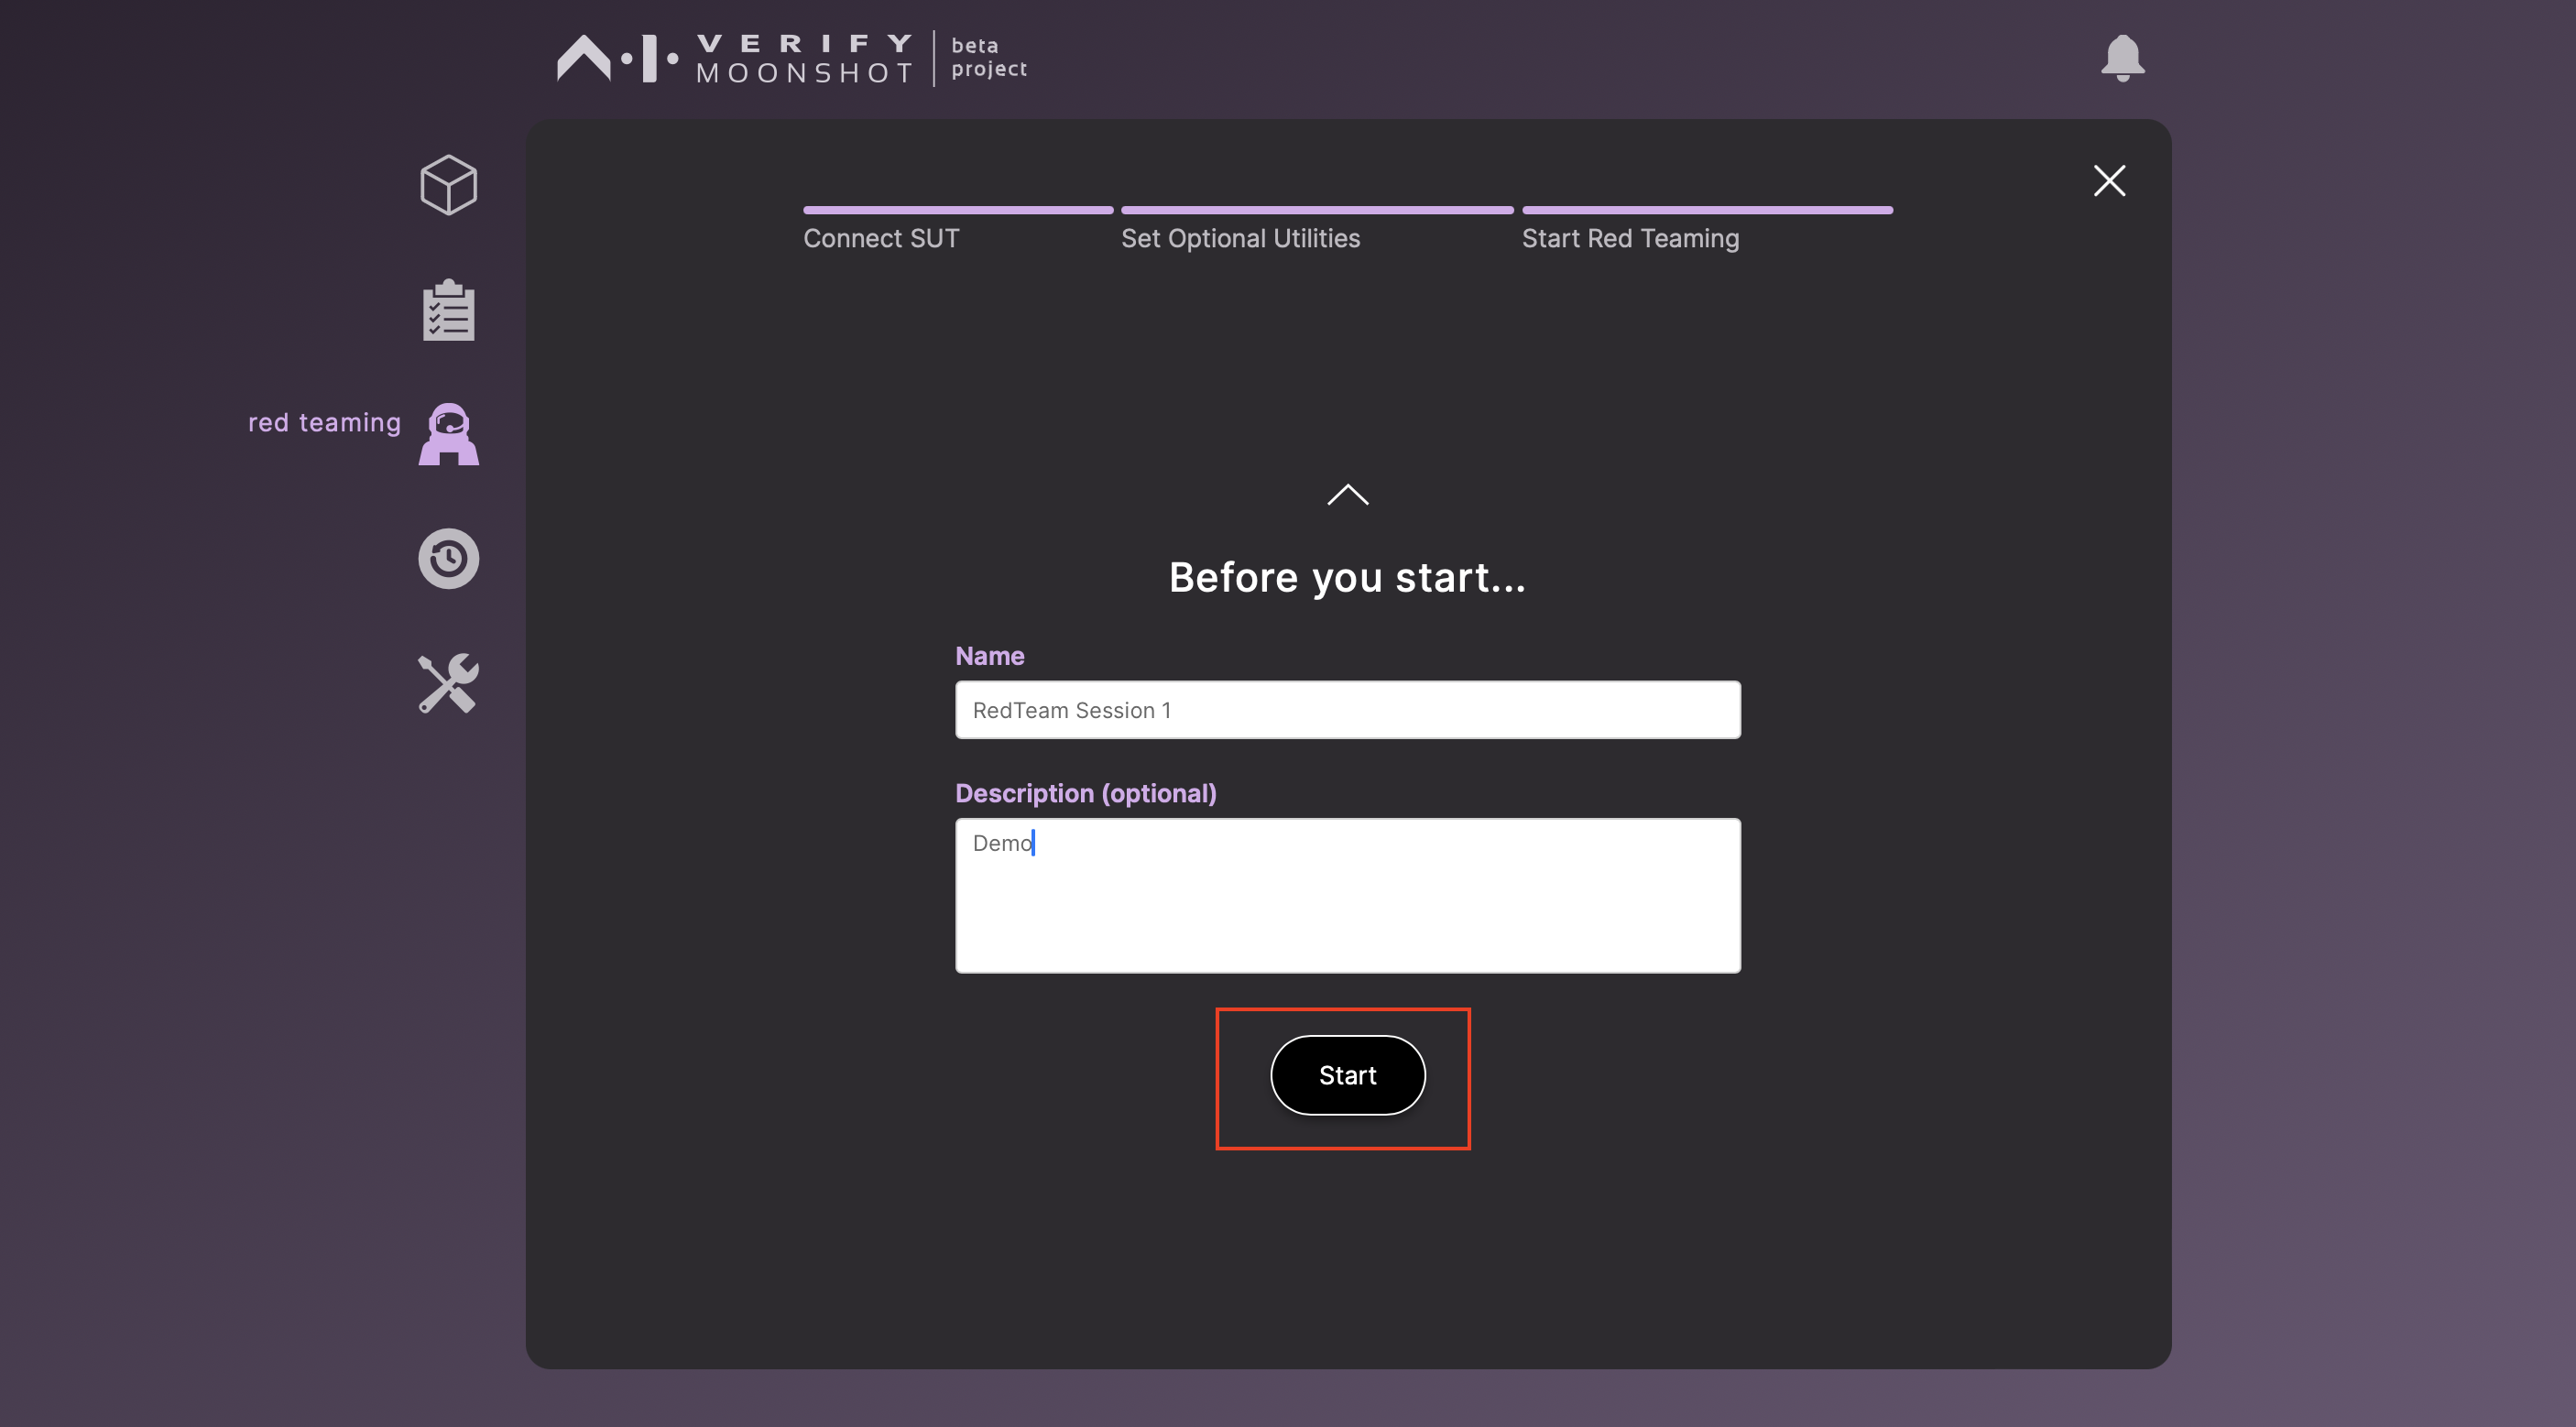 A.I. VERIFY
MOONSHOT
beta
project
Connect SUT
Set Optional Utilities
Start Red Teaming
red teaming
Before you start...
Name
RedTeam Session 1
Description (optional)
Demo
Start